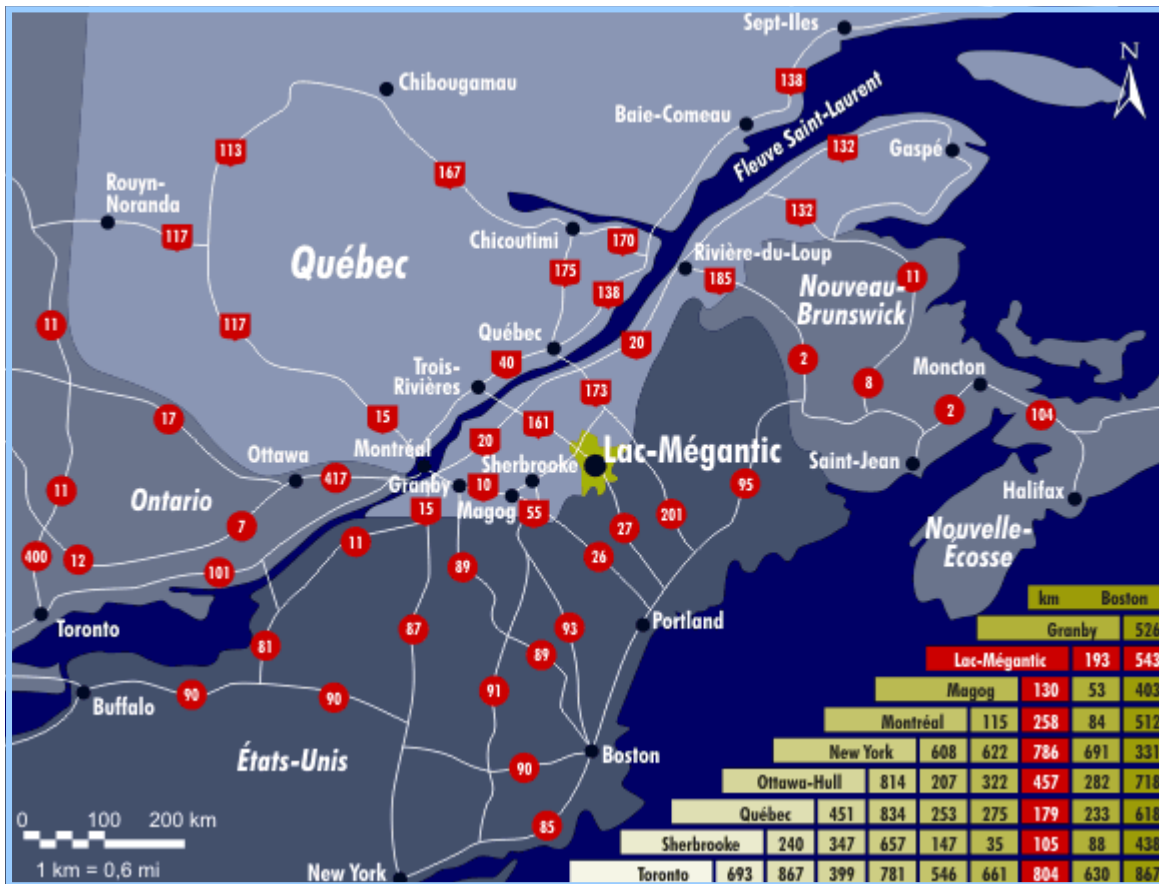 Sept-Iles
N
Chibougamau
138
Baie-Comeau
Fleuve Saint-Laurent
132
Gaspé
113
167
Rouyn-
Noranda
132
117
Chicoutimi
170
Québec
Rivière-du-Loup
175
185
11
138
Nouveau-
Brunswick
11
117
Québec
20
40
2
Trois-
Rivières
Moncton
8
173
2
104
17
15
161
20
Montréal
Lac-Mégantic
Ottawa
Sherbrooke
Saint-Jean
417
Granby
10
95
11
Magog
Halifax
Ontario
15
55
201
7
27
Nouvelle-
Écosse
11
400
26
12
89
101
km Boston
Toronto
87
93
Portland
Granby 526
81
89
Lac-Mégantic 193 543
91
Magog 130 53 403
Buffalo
90
90
Montréal 115 258 84 512
États-Unis
Boston
New York 608 622 786 691 331
90
Ottawa-Hull 814 207 322 457 282 718
0 100 200 km
85
Québec 451 834 253 275 179 233 618
Sherbrooke 240 347 657 147 35 105 88 438
1 km = 0,6 mi
New York
Toronto 693 867 399 781 546 661 804 630 867